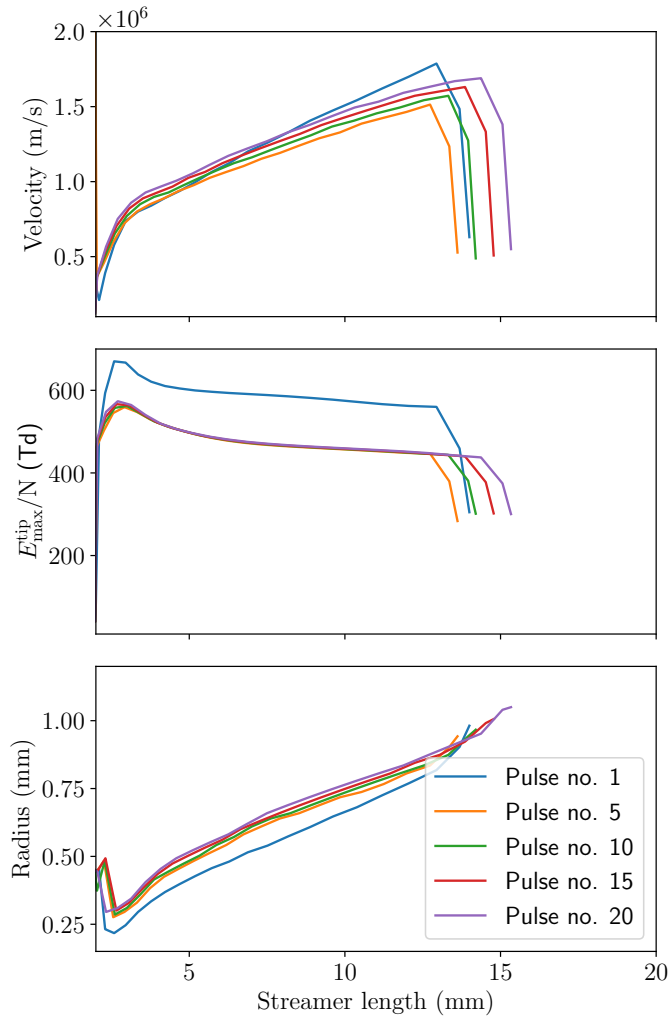 ×10⁶
2.0
1.5
1.0
0.5
Velocity (m/s)
600
400
200
E^{tip}_{max}/N (Td)
1.00
0.75
0.50
0.25
Radius (mm)
Pulse no. 1
Pulse no. 5
Pulse no. 10
Pulse no. 15
Pulse no. 20
5 10 15 20
Streamer length (mm)